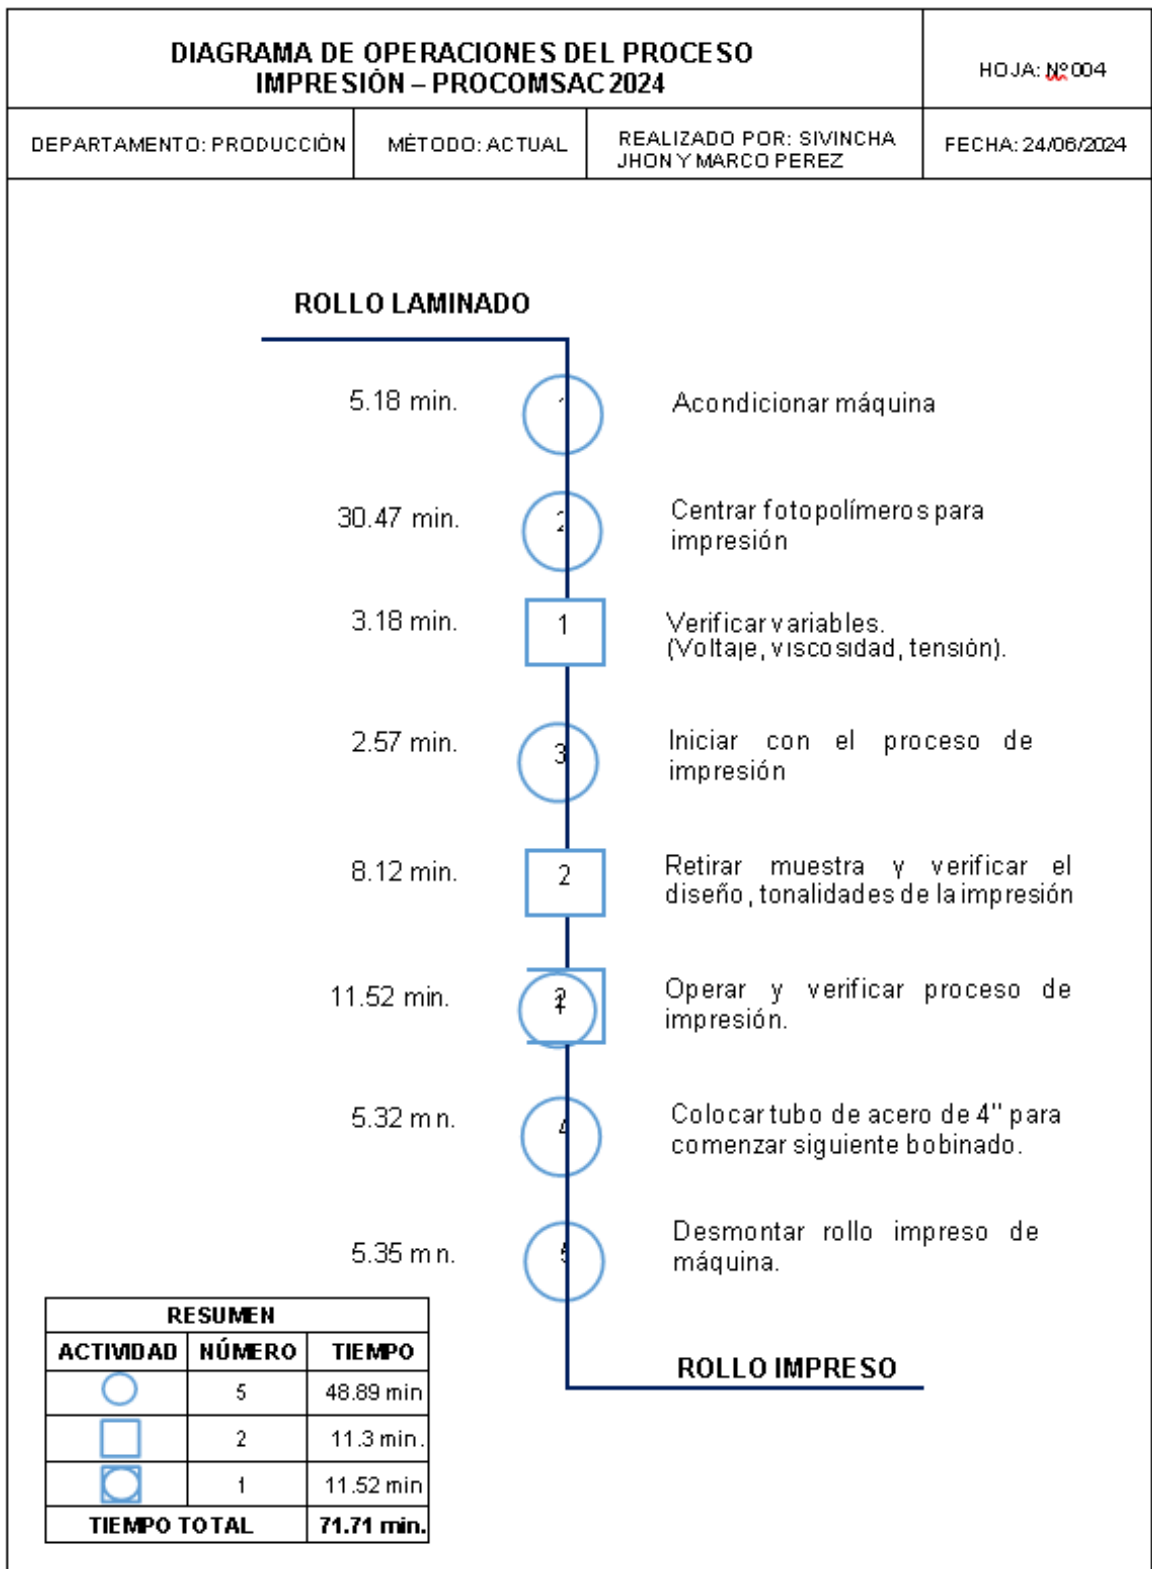 DIAGRAMA DE OPERACIONES DEL PROCESO
IMPRESIÓN – PROCOMSAC 2024
HOJA: Nº 004
DEPARTAMENTO: PRODUCCIÓN
MÉTODO: ACTUAL
REALIZADO POR: SIVINCHA
JHON Y MARCO PEREZ
FECHA: 24/06/2024
ROLLO LAMINADO
5.18 min.
1
Acondicionar máquina
30.47 min.
2
Centrar fotopolímeros para
impresión
3.18 min.
1
Verificar variables.
(Voltaje, viscosidad, tensión).
2.57 min.
3
Iniciar con el proceso de
impresión
8.12 min.
2
Retirar muestra y verificar el
diseño, tonalidades de la impresión
11.52 min.
Operar y verificar proceso de
impresión.
5.32 mn.
4
Colocar tubo de acero de 4" para
comenzar siguiente bobinado.
5.35 mn.
5
Desmontar rollo impreso de
máquina.
RESUMEN
ACTIVIDAD NÚMERO TIEMPO
5 48.89 min
2 11.3 min.
1 11.52 min
TIEMPO TOTAL 71.71 min.
ROLLO IMPRESO